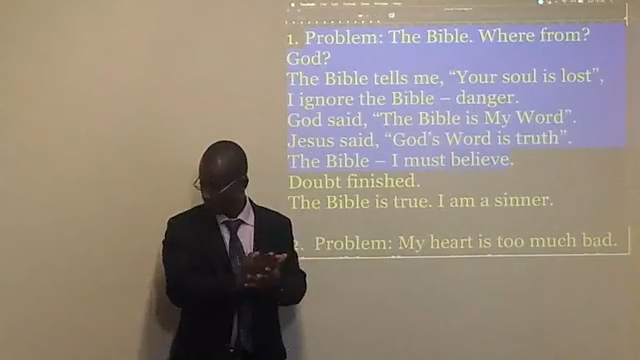 1. Problem: The Bible. Where from?
God?
The Bible tells me, “Your soul is lost”,
I ignore the Bible – danger.
God said, “The Bible is My Word”.
Jesus said, “God’s Word is truth”.
The Bible – I must believe.
Doubt finished.
The Bible is true. I am a sinner.
2. Problem: My heart is too much bad.